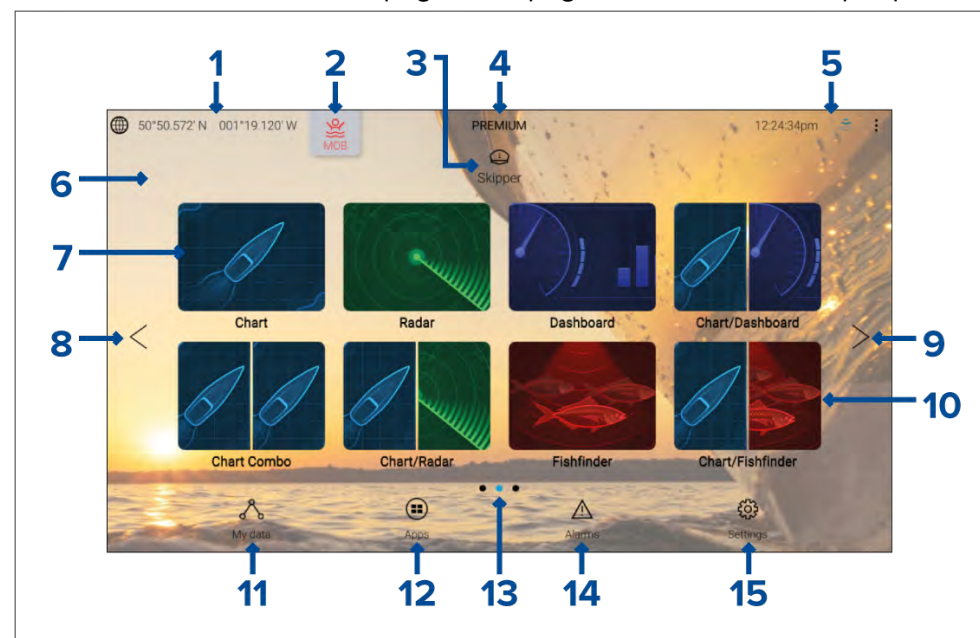 1 2 3 4 5
50°50.572' N 001°19.120' W MOB PREMIUM 12:24:34pm
Skipper
6
7
Chart Radar Dashboard Chart/Dashboard
8 9
10
Chart Combo Chart/Radar Fishfinder Chart/Fishfinder
My data Apps Alarms Settings
11 12 13 14 15